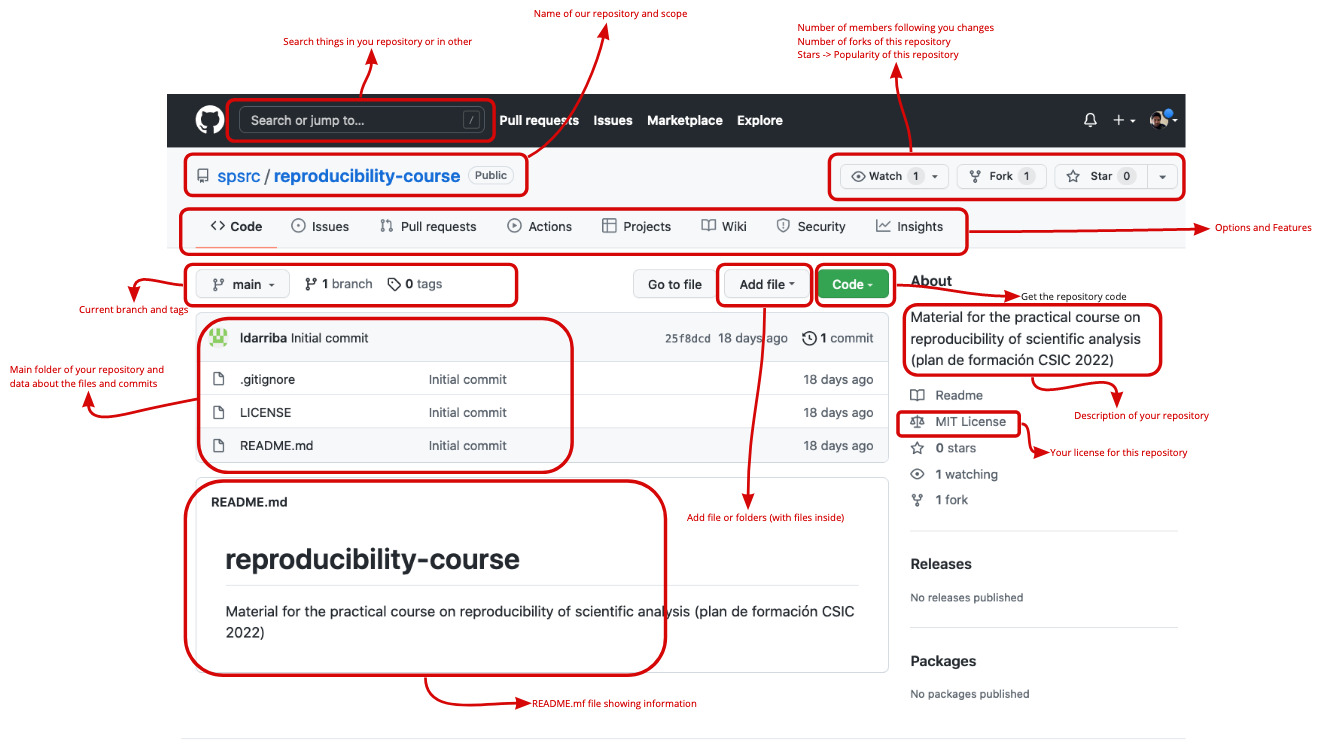 Name of our repository and scope
Search things in you repository or in other
Number of members following you changes
Number of forks of this repository
Stars -> Popularity of this repository
Search or jump to... /
Pull requests Issues Marketplace Explore
spsrc / reproducibility-course Public
Watch 1 Fork 1 Star 0
Code Issues Pull requests Actions Projects Wiki Security Insights
Options and Features
main 1 branch 0 tags Go to file Add file Code
About
Current branch and tags
Get the repository code
Material for the practical course on
reproducibility of scientific analysis
(plan de formación CSIC 2022)
ldarriba Initial commit 25f8dcd 18 days ago 1 commit
Main folder of your repository and
data about the files and commits
.gitignore Initial commit 18 days ago
LICENSE Initial commit 18 days ago
README.md Initial commit 18 days ago
Readme
Description of your repository
MIT License
0 stars
Your license for this repository
1 watching
1 fork
README.md
Add file or folders (with files inside)
reproducibility-course
Material for the practical course on reproducibility of scientific analysis (plan de formación CSIC
2022)
Releases
No releases published
Packages
No packages published
README.mf file showing information